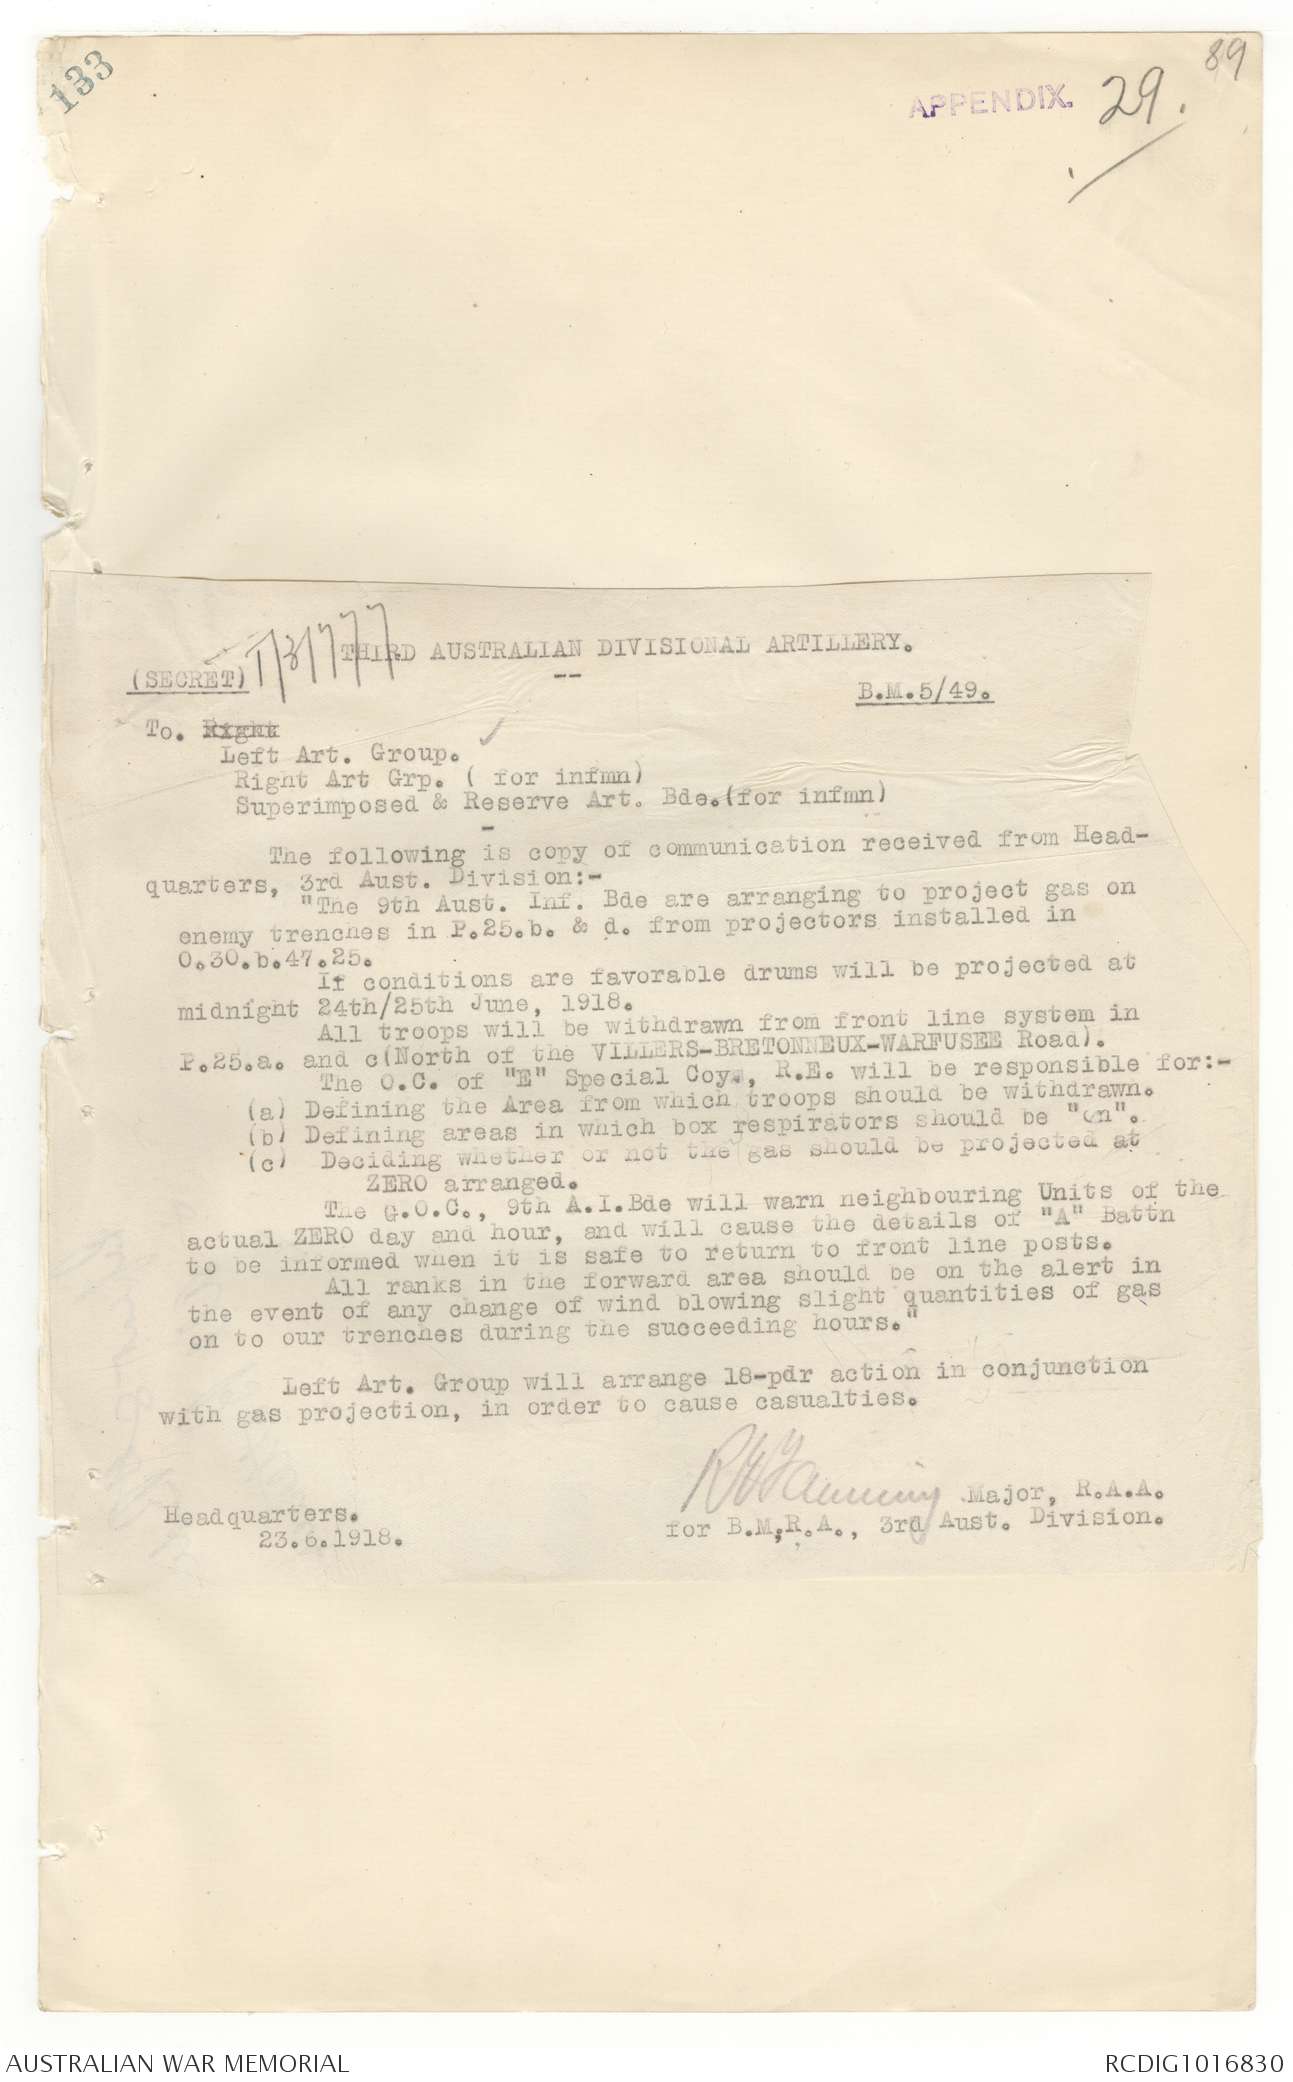 133
89
APPENDIX. 29.
1/3/777
THIRD AUSTRALIAN DIVISIONAL ARTILLERY.
(SECRET)
B.M.5/49.
To. Right
Left Art. Group.
Right Art Grp. ( for infmn)
Superimposed & Reserve Art. Bde.(for infmn)
The following is copy of communication received from Head-
quarters, 3rd Aust. Division:-
"The 9th Aust. Inf. Bde are arranging to project gas on
enemy trenches in P.25.b. & d. from projectors installed in
O.30.b.47.25.
If conditions are favorable drums will be projected at
midnight 24th/25th June, 1918.
All troops will be withdrawn from front line system in
P.25.a. and c(North of the VILLERS-BRETONNEUX-WARFUSEE Road).
The O.C. of "E" Special Coy., R.E. will be responsible for:-
(a) Defining the Area from which troops should be withdrawn.
(b) Defining areas in which box respirators should be "on".
(c) Deciding whether or not the gas should be projected at
ZERO arranged.
The G.O.C., 9th A.I.Bde will warn neighbouring Units of the
actual ZERO day and hour, and will cause the details of "A" Battn
to be informed when it is safe to return to front line posts.
All ranks in the forward area should be on the alert in
the event of any change of wind blowing slight quantities of gas
on to our trenches during the succeeding hours."
Left Art. Group will arrange 18-pdr action in conjunction
with gas projection, in order to cause casualties.
Fanning Major, R.A.A.
Headquarters.
for B.M.R.A., 3rd Aust. Division.
23.6.1918.
AUSTRALIAN WAR MEMORIAL
RCDIG1016830